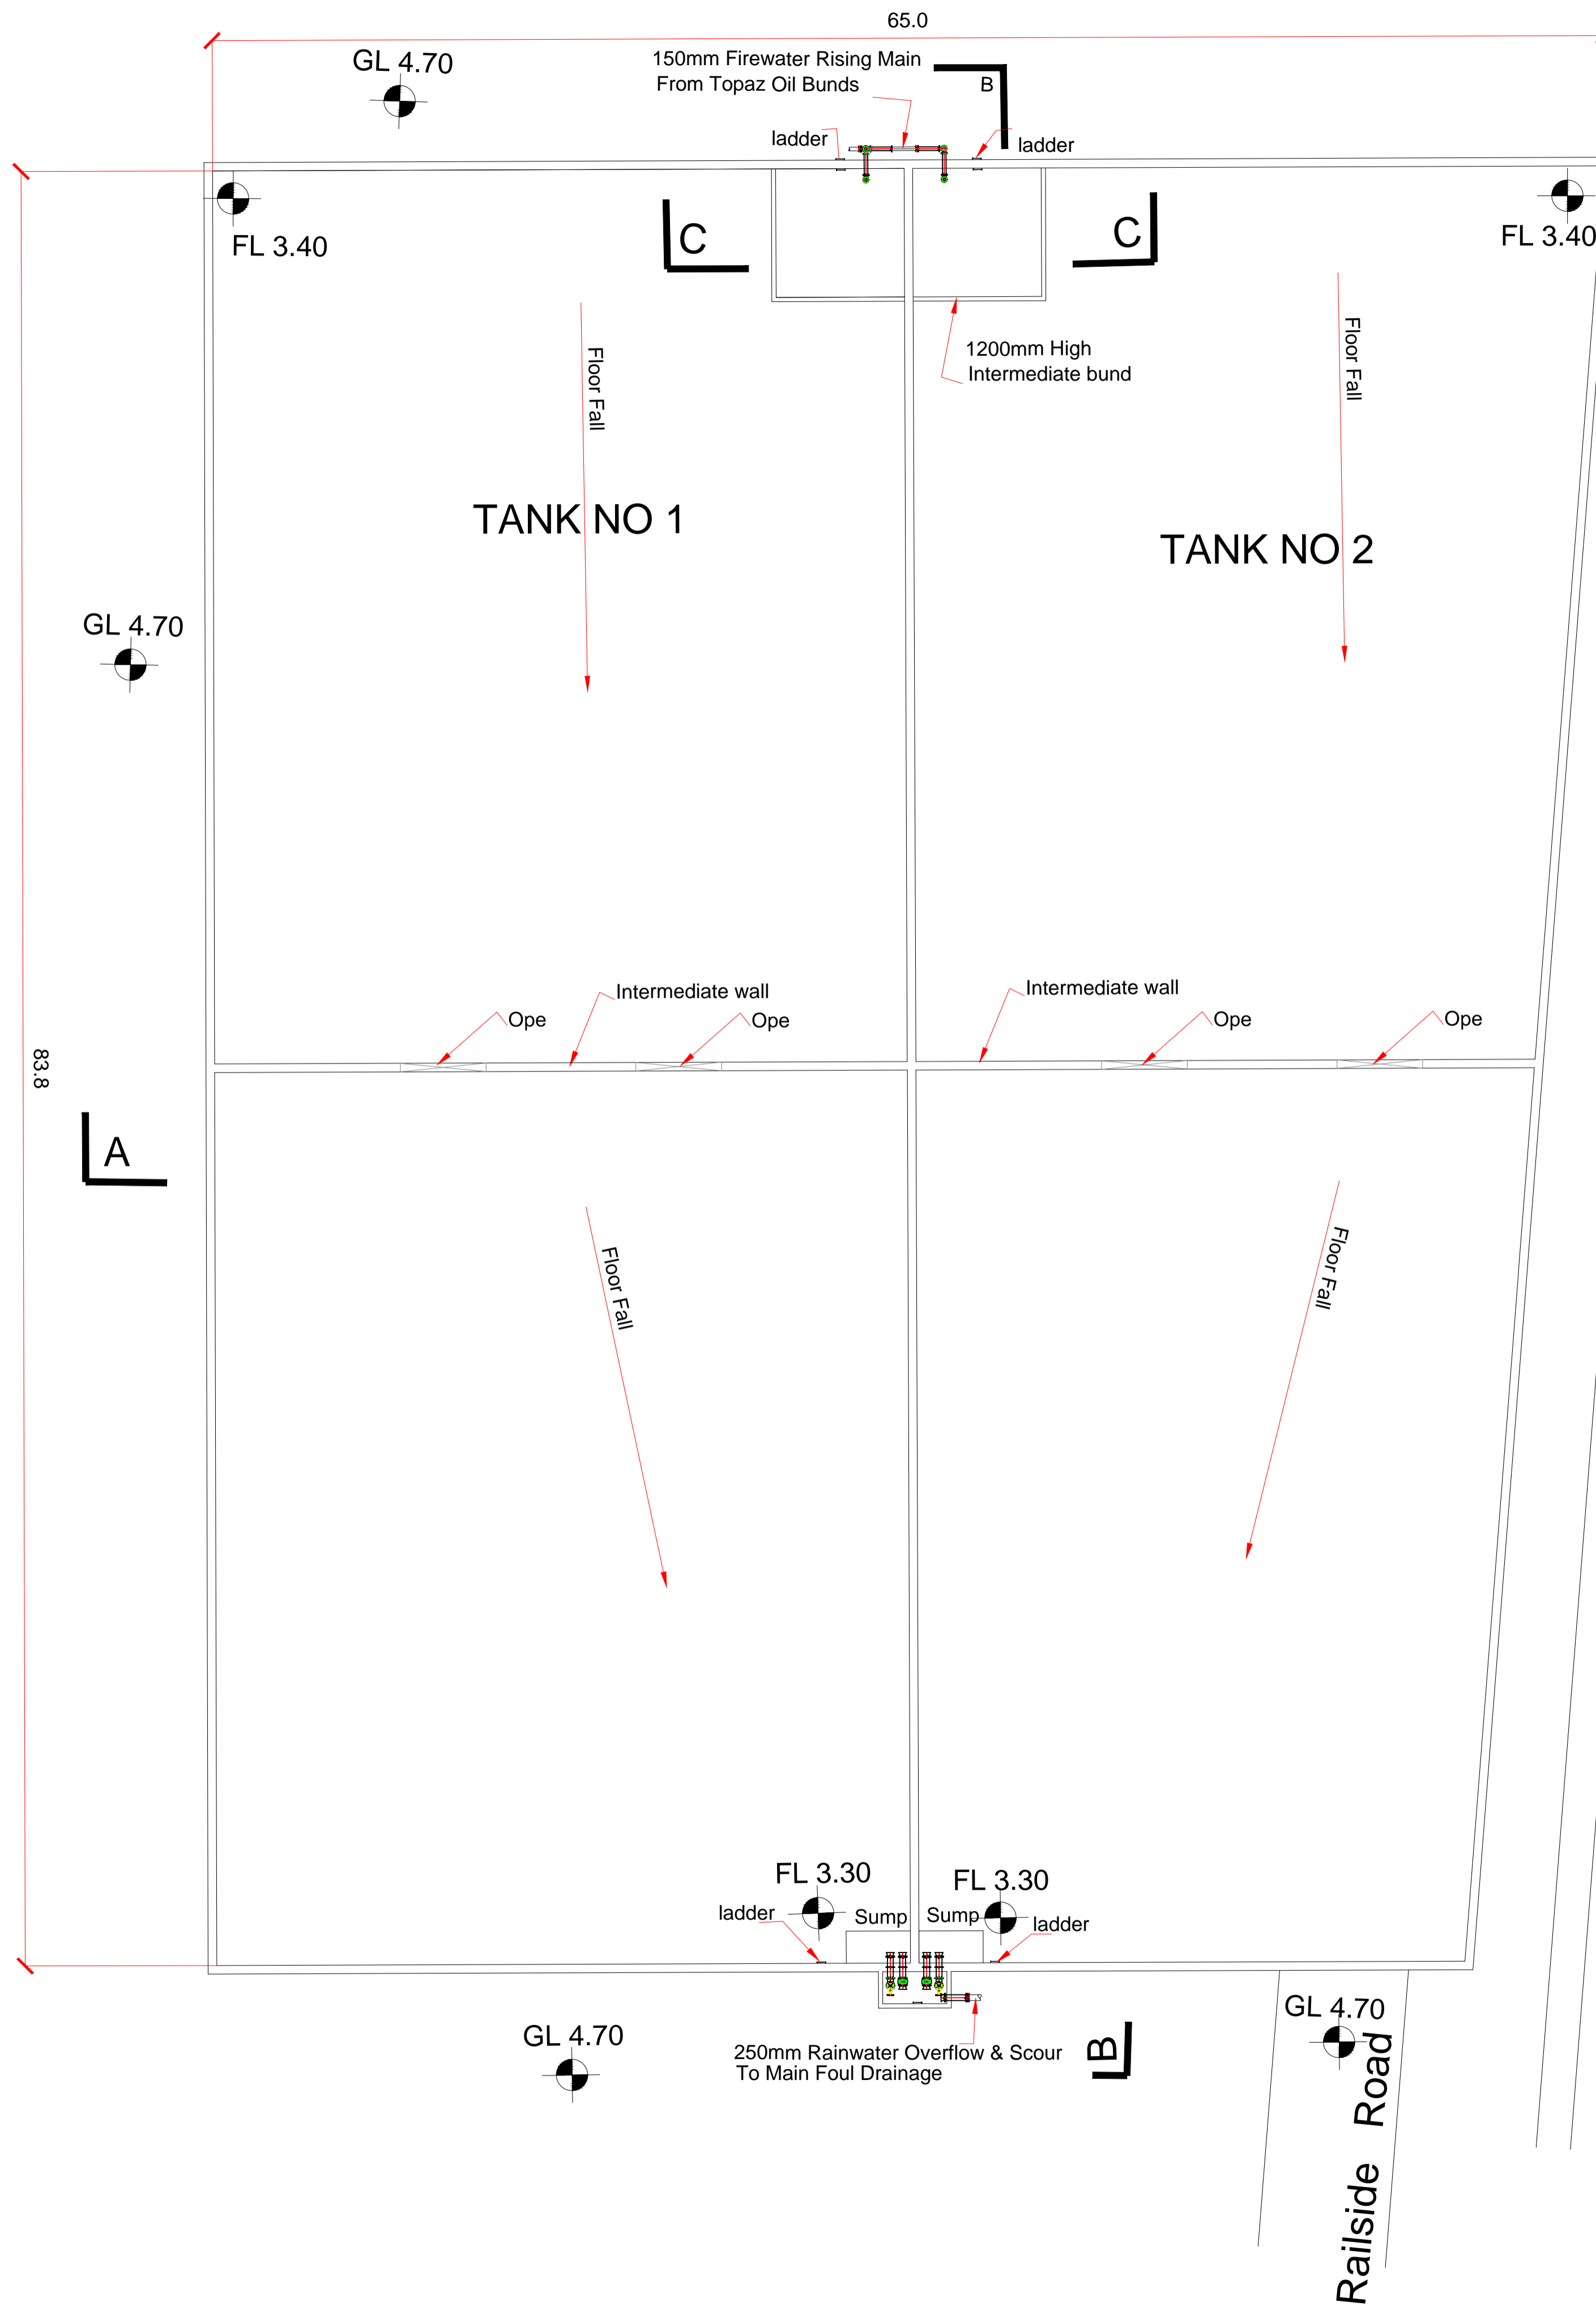 65.0
GL 4.70
150mm Firewater Rising Main
From Topaz Oil Bunds
B
ladder
ladder
FL 3.40
C
C
FL 3.40
1200mm High
Intermediate bund
Floor Fall
Floor Fall
TANK NO 1
TANK NO 2
GL 4.70
Intermediate wall
Intermediate wall
Ope
Ope
Ope
Ope
83.8
A
Floor Fall
Floor Fall
FL 3.30
FL 3.30
ladder
Sump
Sump
ladder
GL 4.70
GL 4.70
250mm Rainwater Overflow & Scour
To Main Foul Drainage
B
Railside Road